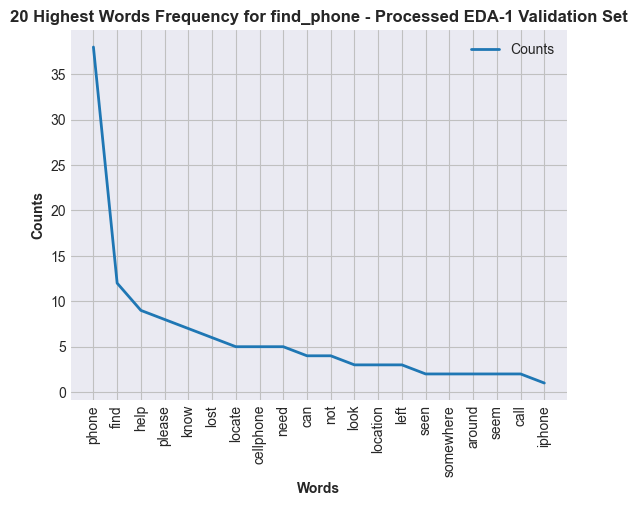 20 Highest Words Frequency for find_phone - Processed EDA-1 Validation Set
Counts
35
30
25
20
15
10
5
0
Counts
phone
find
help
please
know
lost
locate
cellphone
need
can
not
look
location
left
seen
somewhere
around
seem
call
iphone
Words